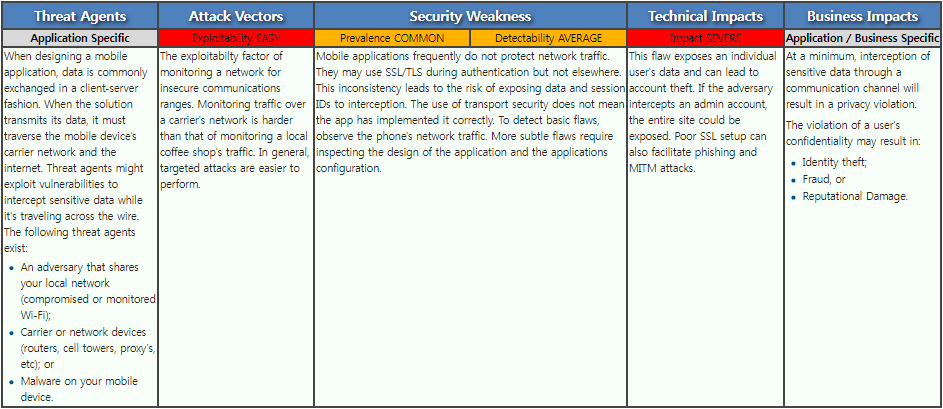 Threat Agents
Attack Vectors
Security Weakness
Technical Impacts
Business Impacts
Application Specific
Exploitability EASY
Prevalence COMMON
Detectability AVERAGE
Impact SEVERE
Application / Business Specific
When designing a mobile
application, data is commonly
exchanged in a client-server
fashion. When the solution
transmits its data, it must
traverse the mobile device's
carrier network and the
internet. Threat agents might
exploit vulnerabilities to
intercept sensitive data while
it's traveling across the wire.
The following threat agents
exist:
An adversary that shares
your local network
(compromised or monitored
Wi-Fi);
Carrier or network devices
(routers, cell towers, proxy's,
etc); or
Malware on your mobile
device.
The exploitabilty factor of
monitoring a network for
insecure communications
ranges. Monitoring traffic over
a carrier's network is harder
than that of monitoring a local
coffee shop's traffic. In general,
targeted attacks are easier to
perform.
Mobile applications frequently do not protect network traffic.
They may use SSL/TLS during authentication but not elsewhere.
This inconsistency leads to the risk of exposing data and session
IDs to interception. The use of transport security does not mean
the app has implemented it correctly. To detect basic flaws,
observe the phone's network traffic. More subtle flaws require
inspecting the design of the application and the applications
configuration.
This flaw exposes an individual
user's data and can lead to
account theft. If the adversary
intercepts an admin account,
the entire site could be
exposed. Poor SSL setup can
also facilitate phishing and
MITM attacks.
At a minimum, interception of
sensitive data through a
communication channel will
result in a privacy violation.
The violation of a user's
confidentiality may result in:
Identity theft;
Fraud, or
Reputational Damage.